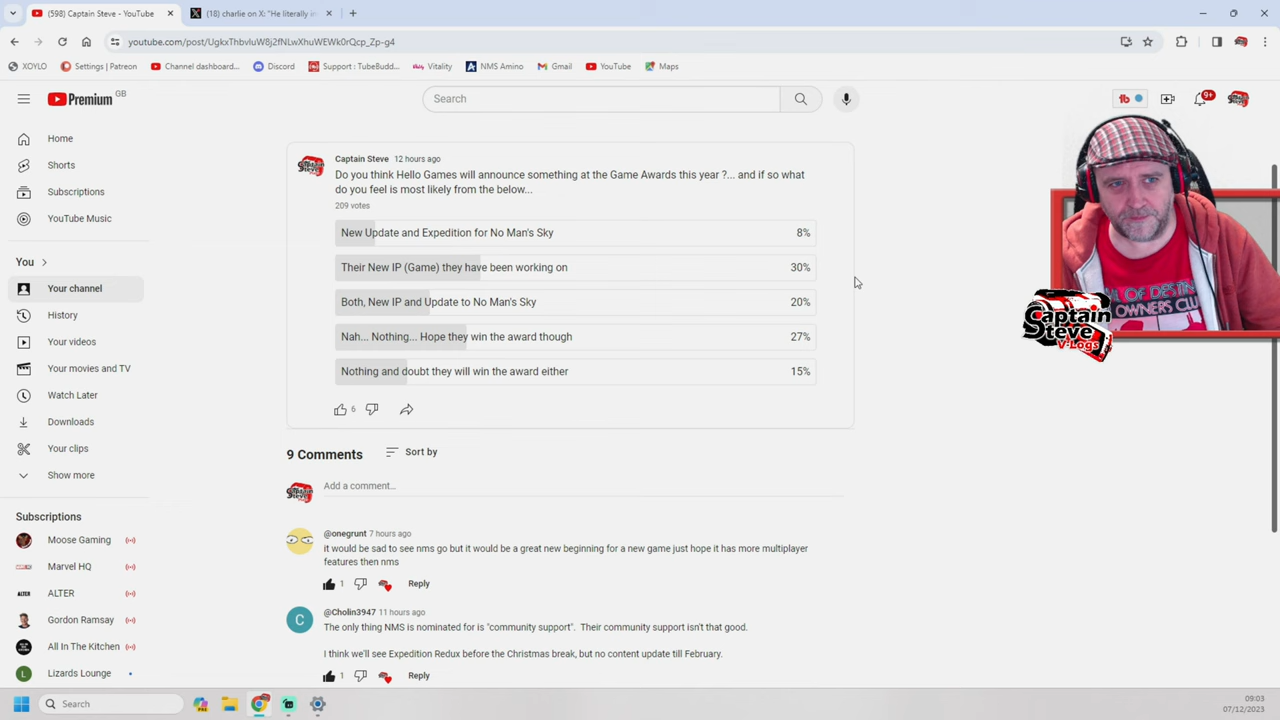 (598) Captain Steve - YouTube
(18) charlie on X: "He literally i
youtube.com/post/UgkxThbvIuW8j2fNLwXhuWEWk0rQcp_Zp-g4
XOYLO
Settings | Patreon
Channel dashboard...
Discord
Support : TubeBudd...
Vitality
NMS Amino
Gmail
YouTube
Maps
Premium GB
Search
9+
Home
Shorts
Subscriptions
YouTube Music
You
Your channel
History
Your videos
Your movies and TV
Watch Later
Downloads
Your clips
Show more
Subscriptions
Moose Gaming
Marvel HQ
ALTER
Gordon Ramsay
All In The Kitchen
Lizards Lounge
Captain Steve 12 hours ago
Do you think Hello Games will announce something at the Game Awards this year ?... and if so what
do you feel is most likely from the below...
209 votes
New Update and Expedition for No Man's Sky 8%
Their New IP (Game) they have been working on 30%
Both, New IP and Update to No Man's Sky 20%
Nah... Nothing... Hope they win the award though 27%
Nothing and doubt they will win the award either 15%
6
9 Comments Sort by
Add a comment...
@onegrunt 7 hours ago
it would be sad to see nms go but it would be a great new beginning for a new game just hope it has more multiplayer
features then nms
1 Reply
C
@Cholin3947 11 hours ago
The only thing NMS is nominated for is "community support". Their community support isn't that good.
I think we'll see Expedition Redux before the Christmas break, but no content update till February.
1 Reply
OF DESTIN
OWNERS CLU
Captain
Steve
V-Logs
Search
09:03
07/12/2023